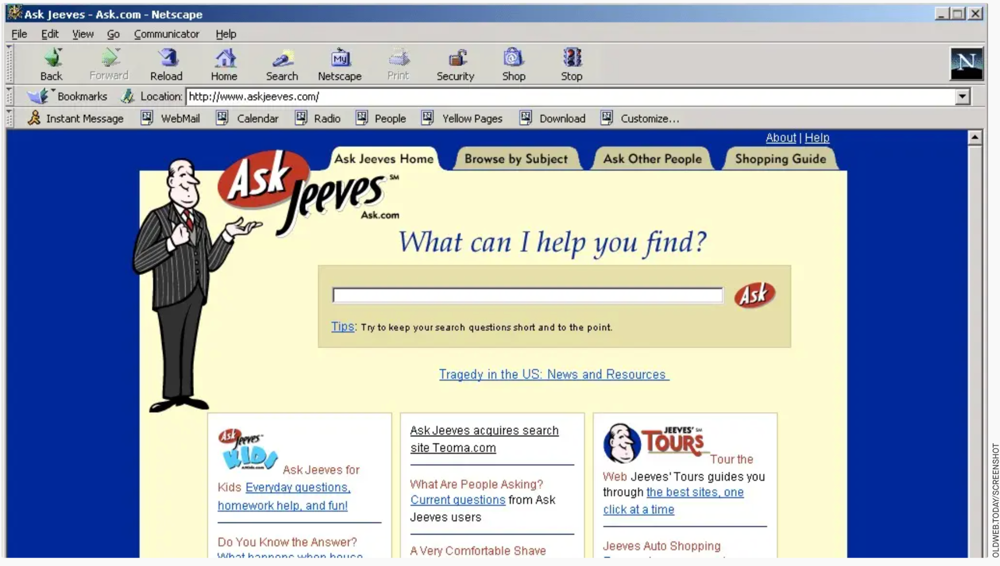 Ask Jeeves - Ask.com - Netscape
File Edit View Go Communicator Help
My
N
Back Forward Reload Home Search Netscape Print Security Shop Stop
Bookmarks Location: http://www.askjeeves.com/
Instant Message WebMail Calendar Radio People Yellow Pages Download Customize...
About | Help
Ask Jeeves Home Browse by Subject Ask Other People Shopping Guide
Ask Jeeves SM
Ask.com
What can I help you find?
Ask
Tips: Try to keep your search questions short and to the point.
Tragedy in the US: News and Resources
Ask Jeeves
KIDS
Ask Jeeves for
Kids Everyday questions,
homework help, and fun!
Do You Know the Answer?
What happens when house
Ask Jeeves acquires search
site Teoma.com
What Are People Asking?
Current questions from Ask
Jeeves users
A Very Comfortable Shave
JEEVES' SM
TOURS
Tour the
Web Jeeves' Tours guides you
through the best sites, one
click at a time
Jeeves Auto Shopping
OLDWEB.TODAY/SCREENSHOT